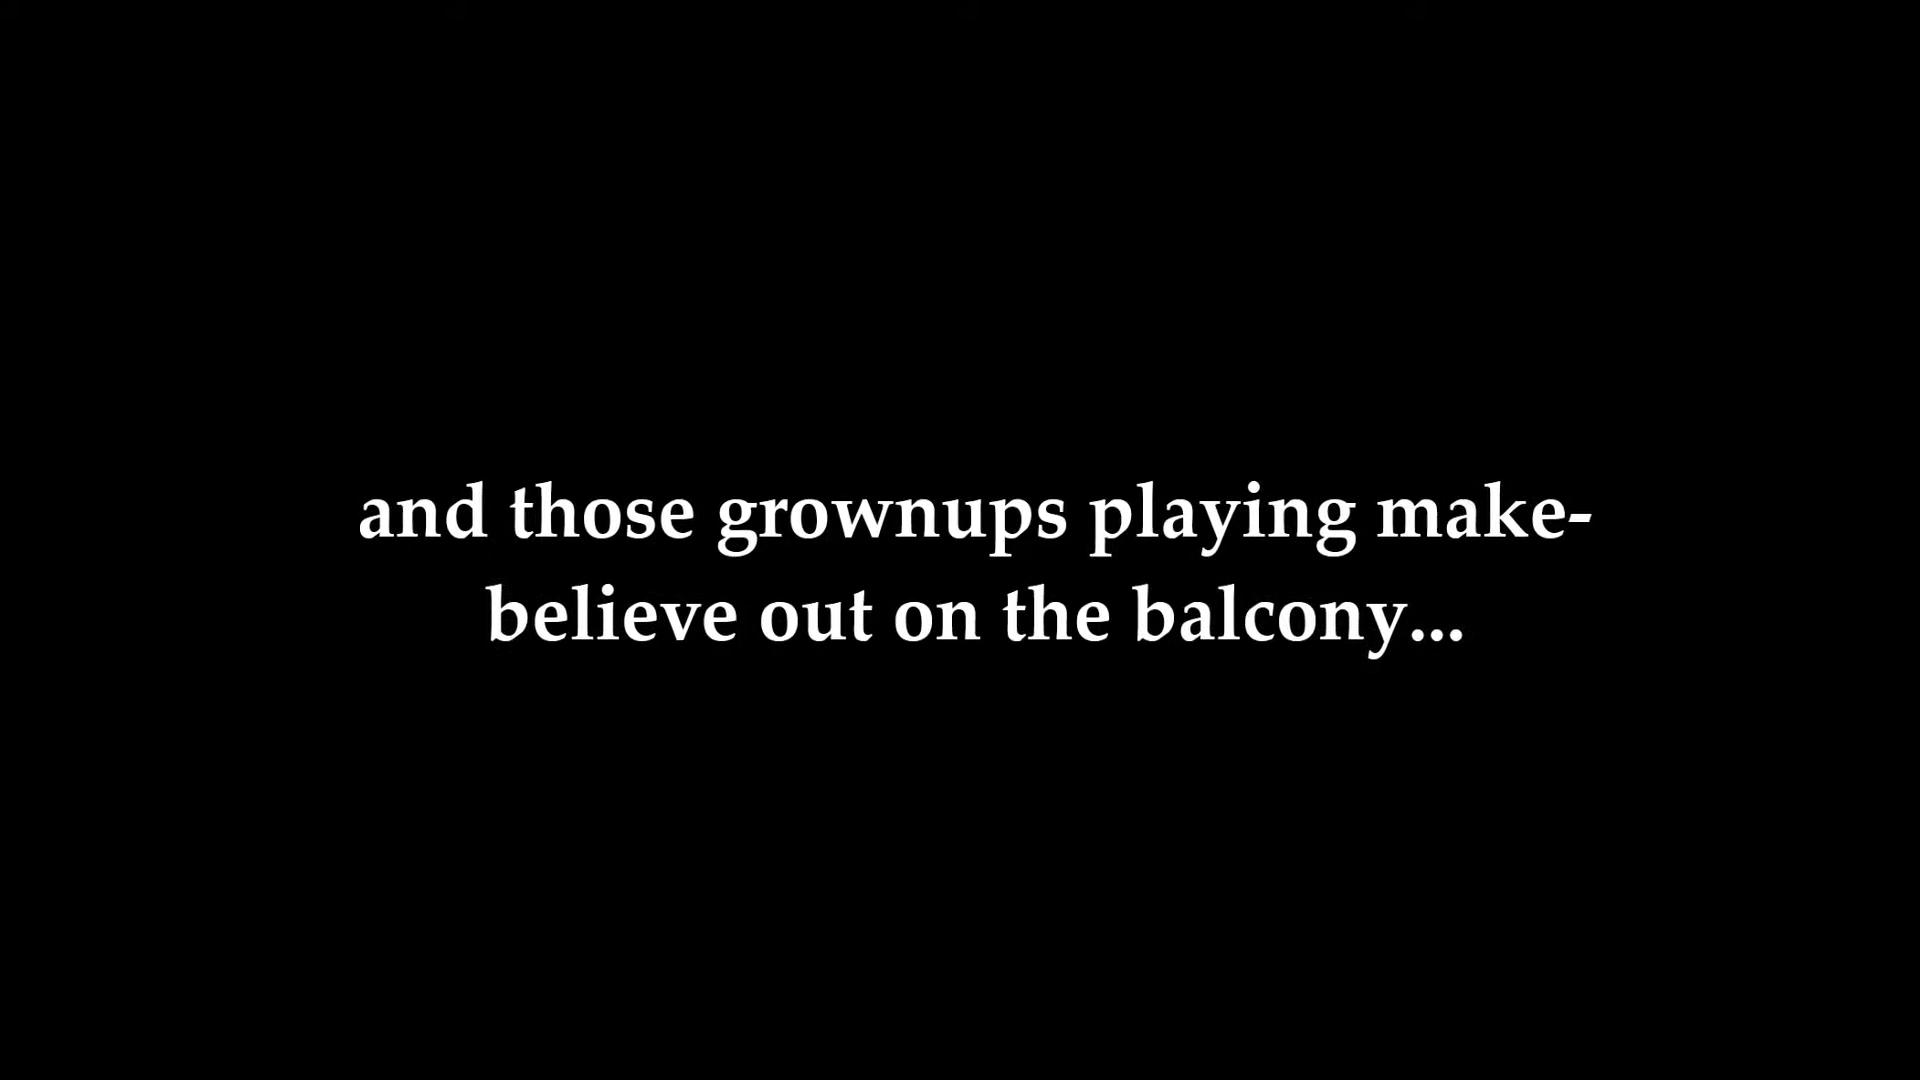 and those grownups playing make-
believe out on the balcony...